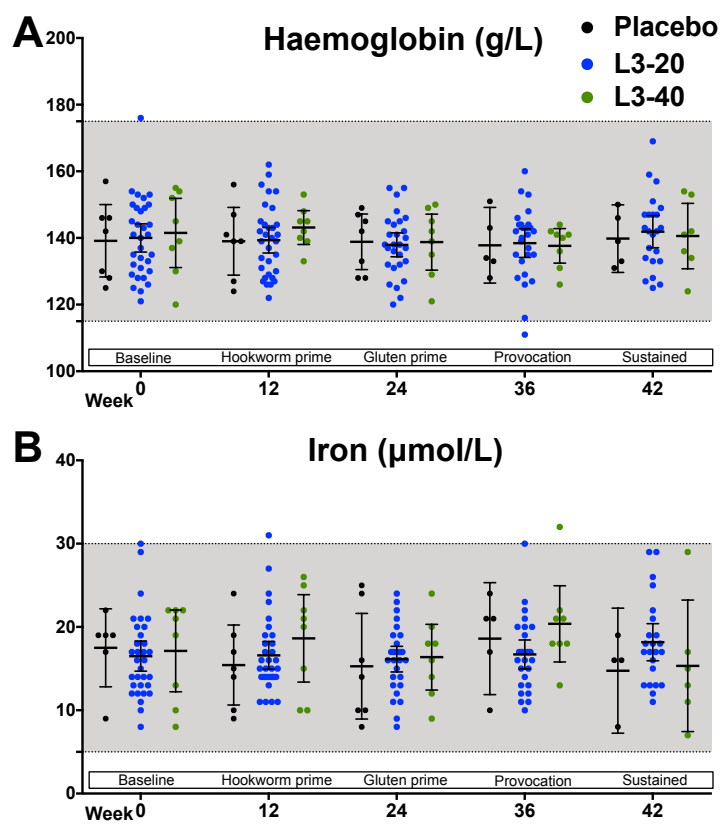 A
Haemoglobin (g/L)
Placebo
L3-20
L3-40
200
180
160
140
120
100
Baseline Hookworm prime Gluten prime Provocation Sustained
0 12 24 36 42
Week
B
Iron (µmol/L)
40
30
20
10
0
Baseline Hookworm prime Gluten prime Provocation Sustained
0 12 24 36 42
Week